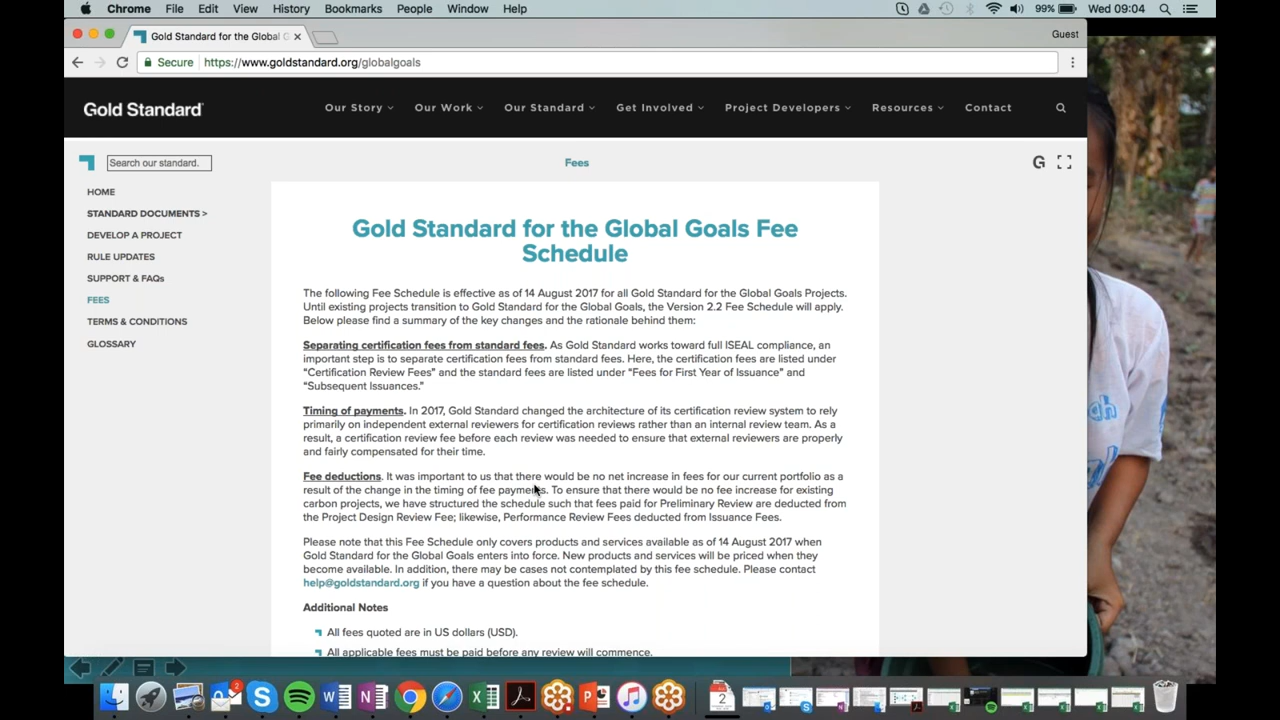 Chrome File Edit View History Bookmarks People Window Help 99% Wed 09:04
Gold Standard for the Global G
Guest
Secure https://www.goldstandard.org/globalgoals
Gold Standard
Our Story Our Work Our Standard Get Involved Project Developers Resources Contact
Search our standard.
Fees
G
HOME
STANDARD DOCUMENTS >
DEVELOP A PROJECT
RULE UPDATES
SUPPORT & FAQs
FEES
TERMS & CONDITIONS
GLOSSARY
Gold Standard for the Global Goals Fee
Schedule
The following Fee Schedule is effective as of 14 August 2017 for all Gold Standard for the Global Goals Projects.
Until existing projects transition to Gold Standard for the Global Goals, the Version 2.2 Fee Schedule will apply.
Below please find a summary of the key changes and the rationale behind them:
Separating certification fees from standard fees. As Gold Standard works toward full ISEAL compliance, an
important step is to separate certification fees from standard fees. Here, the certification fees are listed under
“Certification Review Fees” and the standard fees are listed under “Fees for First Year of Issuance” and
“Subsequent Issuances.”
Timing of payments. In 2017, Gold Standard changed the architecture of its certification review system to rely
primarily on independent external reviewers for certification reviews rather than an internal review team. As a
result, a certification review fee before each review was needed to ensure that external reviewers are properly
and fairly compensated for their time.
Fee deductions. It was important to us that there would be no net increase in fees for our current portfolio as a
result of the change in the timing of fee payments. To ensure that there would be no fee increase for existing
carbon projects, we have structured the schedule such that fees paid for Preliminary Review are deducted from
the Project Design Review Fee; likewise, Performance Review Fees deducted from Issuance Fees.
Please note that this Fee Schedule only covers products and services available as of 14 August 2017 when
Gold Standard for the Global Goals enters into force. New products and services will be priced when they
become available. In addition, there may be cases not contemplated by this fee schedule. Please contact
help@goldstandard.org if you have a question about the fee schedule.
Additional Notes
All fees quoted are in US dollars (USD).
All applicable fees must be paid before any review will commence.
2
2